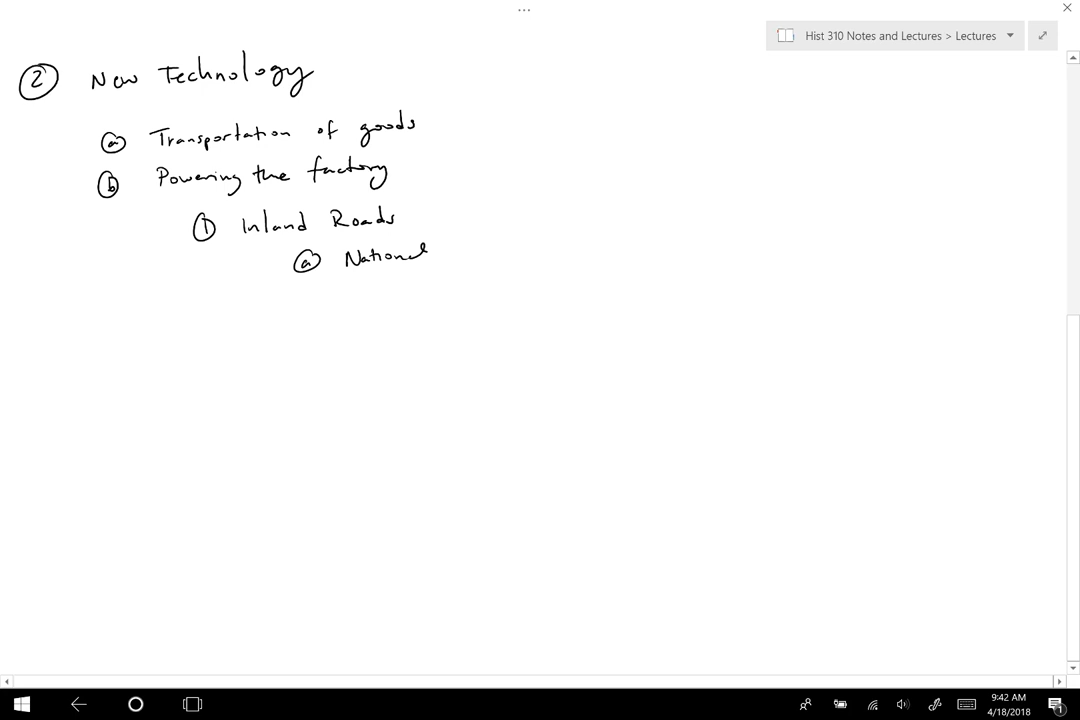 Hist 310 Notes and Lectures > Lectures
2 New Technology
a Transportation of goods
b Powering the factory
1 Inland Roads
a National
9:42 AM
4/18/2018
1